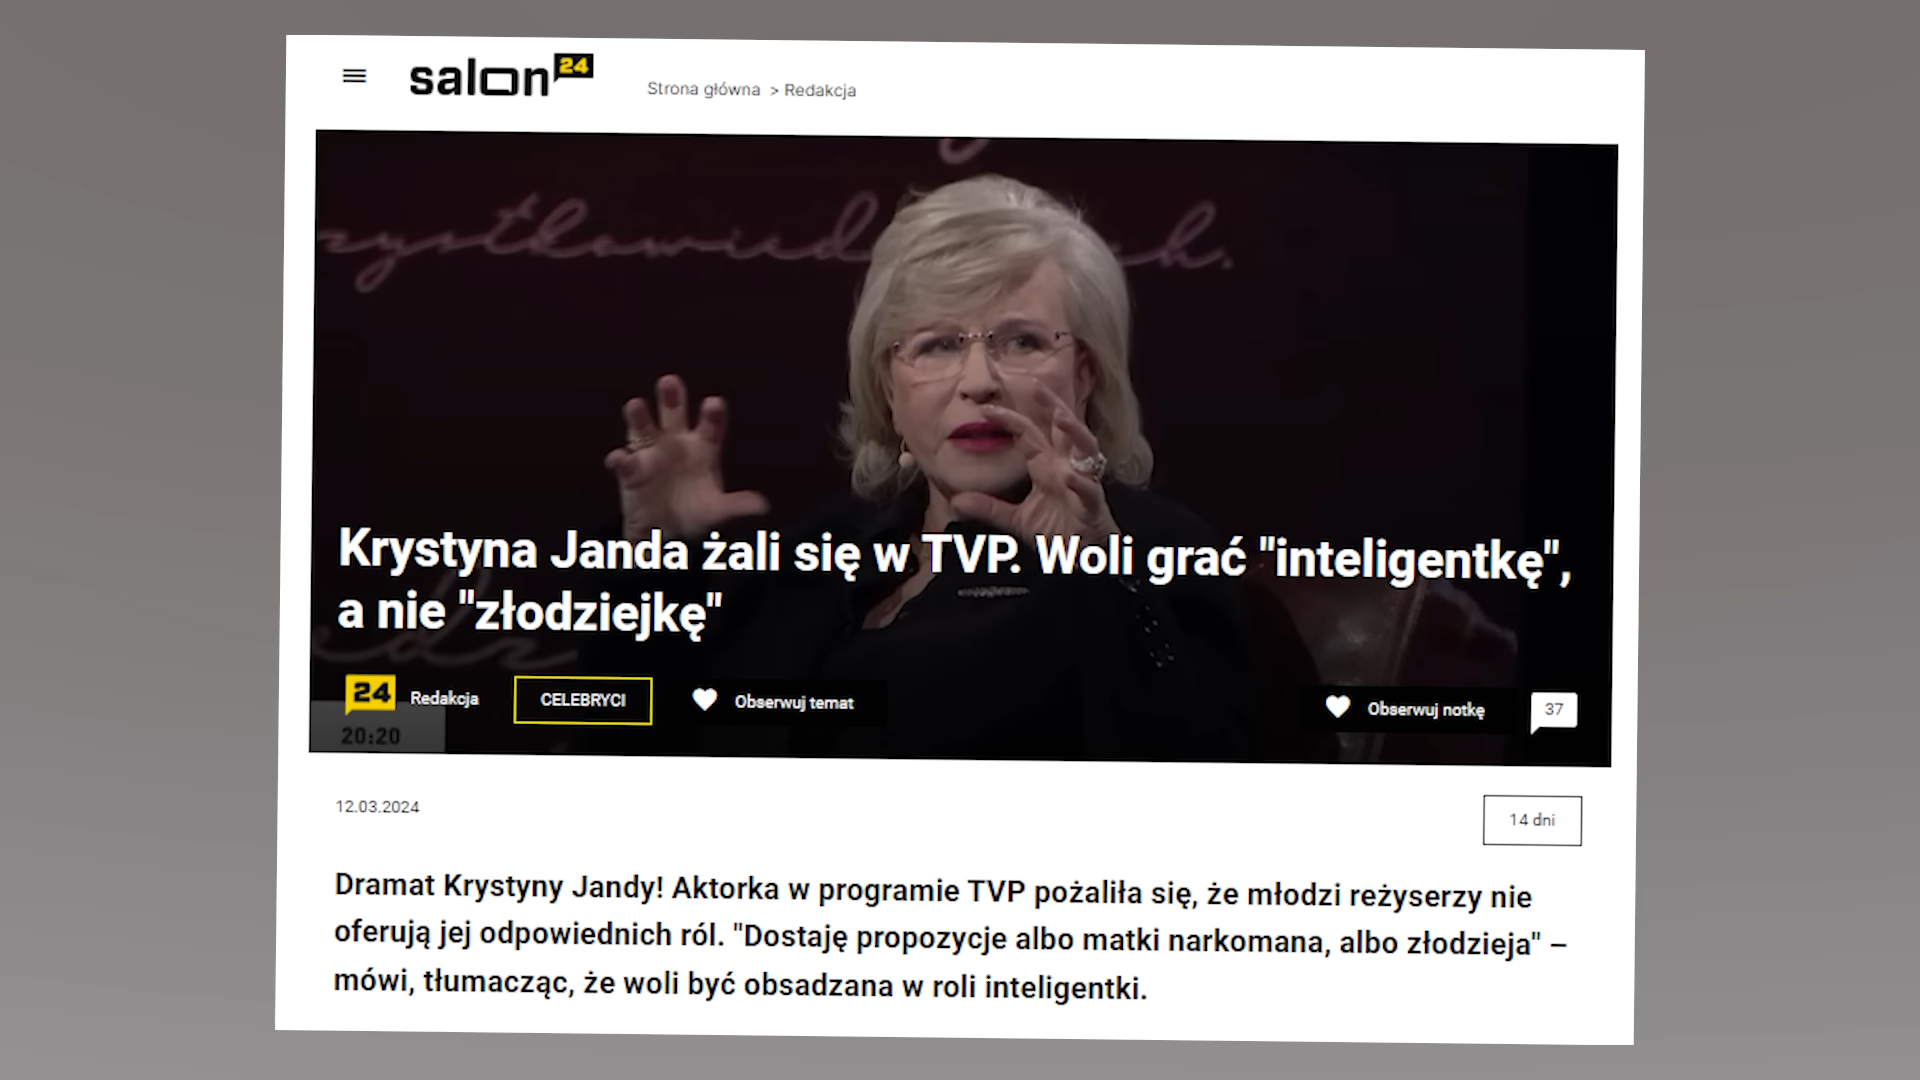 salon24
Strona główna > Redakcja
Krystyna Janda żali się w TVP. Woli grać "inteligentkę",
a nie "złodziejkę"
24 Redakcja CELEBRYCI Obserwuj temat Obserwuj notkę 37
20:20
12.03.2024
14 dni
Dramat Krystyny Jandy! Aktorka w programie TVP pożaliła się, że młodzi reżyserzy nie
oferują jej odpowiednich ról. "Dostaję propozycje albo matki narkomana, albo złodzieja" –
mówi, tłumacząc, że woli być obsadzana w roli inteligentki.